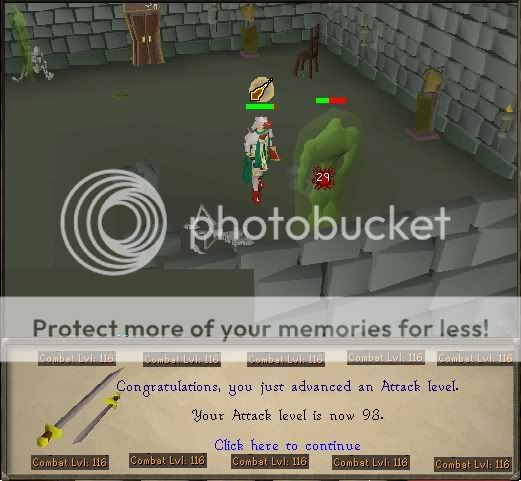 29
photobucket
Protect more of your memories for less!
Combat Lvl: 116 Combat Lvl: 116 Combat Lvl: 116 Combat Lvl: 116 Combat Lvl: 116
Congratulations, you just advanced an Attack level.
Your Attack level is now 93.
Click here to continue
Combat Lvl: 116 Combat Lvl: 116 Combat Lvl: 116 Combat Lvl: 116 Combat Lvl: 116